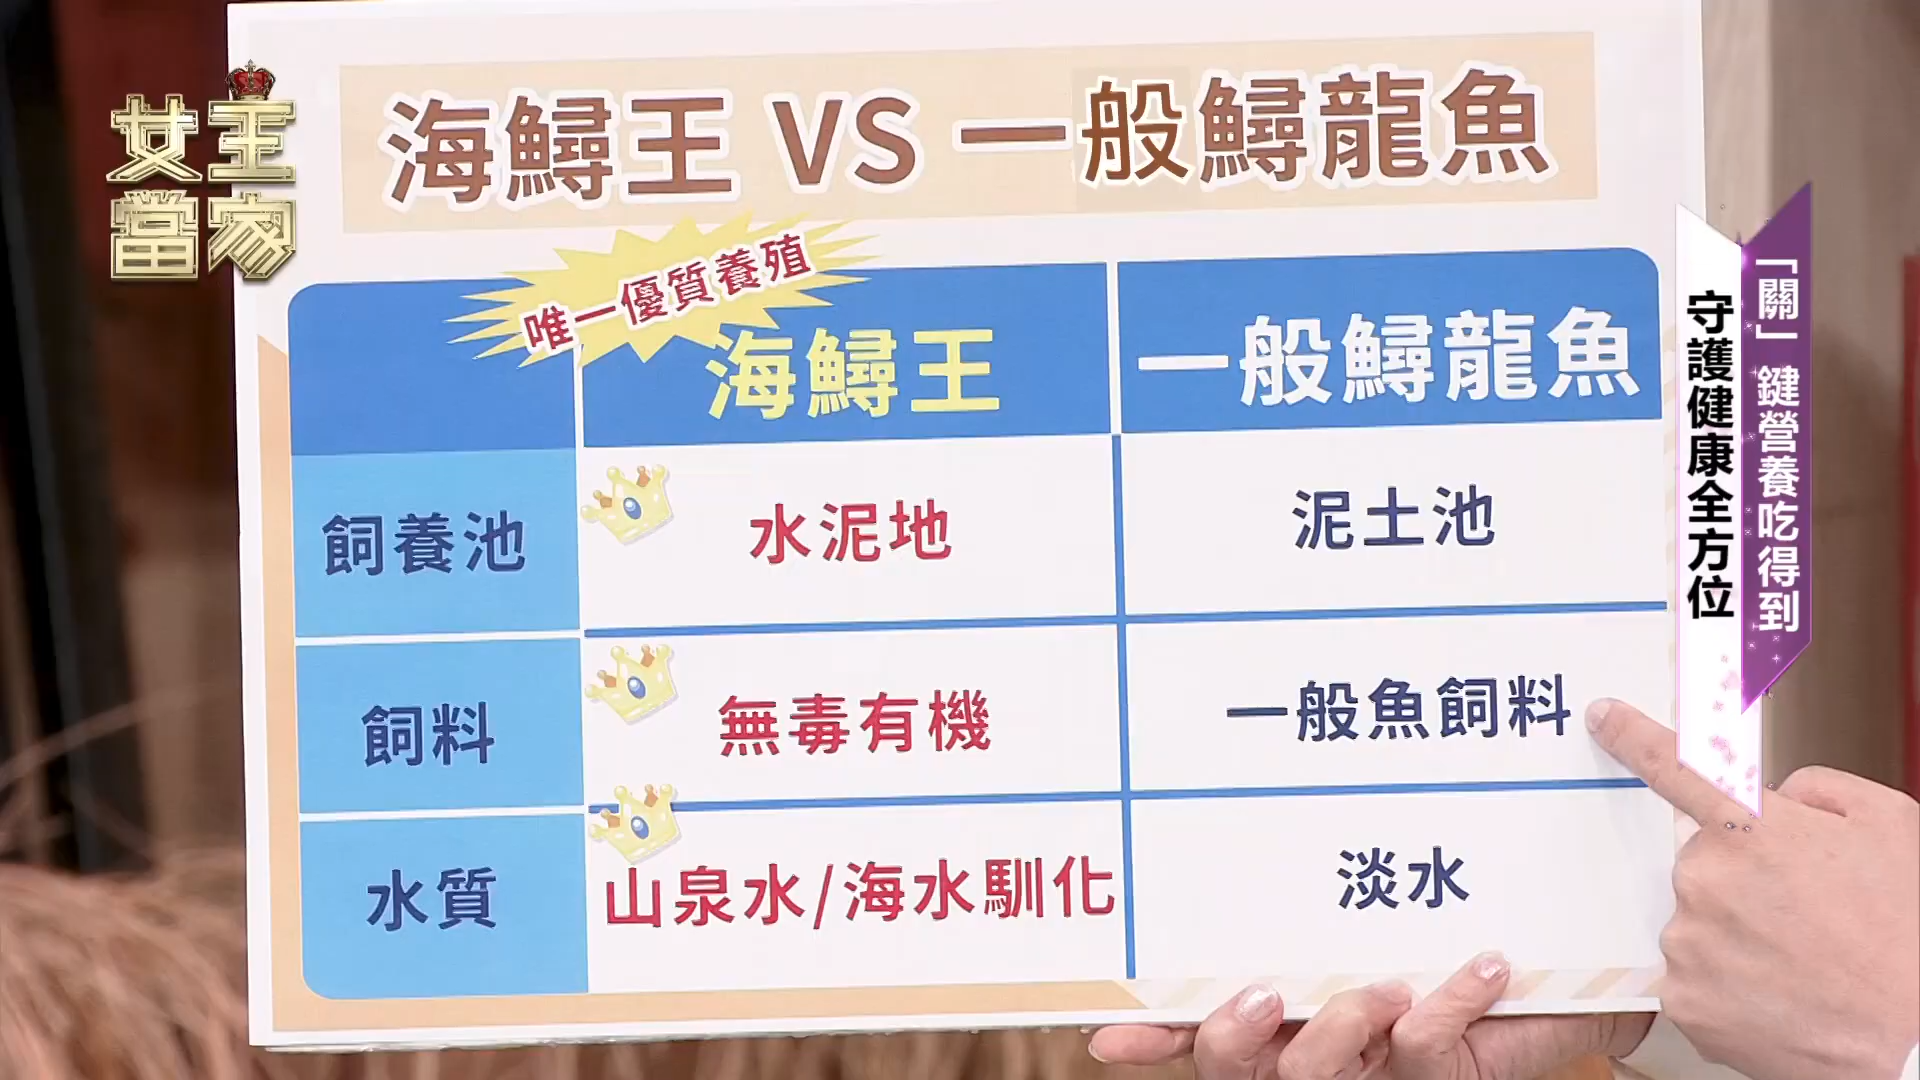 女王
當家
海鱘王 VS 一般鱘龍魚
唯一優質養殖
海鱘王
一般鱘龍魚
飼養池
水泥地
泥土池
飼料
無毒有機
一般魚飼料
水質
山泉水/海水馴化
淡水
「關」鍵營養吃得到
守護健康全方位